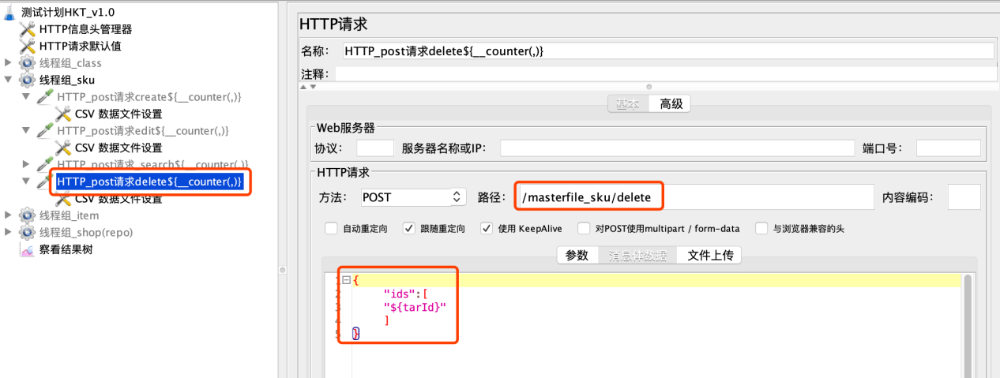 测试计划HKT_v1.0
HTTP信息头管理器
HTTP请求默认值
线程组_class
线程组_sku
HTTP_post请求create${__counter(,)}
CSV 数据文件设置
HTTP_post请求edit${__counter(,)}
CSV 数据文件设置
HTTP_post请求_search${__counter(,)}
HTTP_post请求delete${__counter(,)}
CSV 数据文件设置
线程组_item
线程组_shop(repo)
察看结果树
HTTP请求
名称： HTTP_post请求delete${__counter(,)}
注释：
基本 高级
Web服务器
协议： 服务器名称或IP： 端口号：
HTTP请求
方法： POST 路径： /masterfile_sku/delete 内容编码：
自动重定向 跟随重定向 使用 KeepAlive 对POST使用multipart / form-data 与浏览器兼容的头
参数 消息体数据 文件上传
1 {
2 "ids":[
3 "${tarId}"
4 ]
5 }